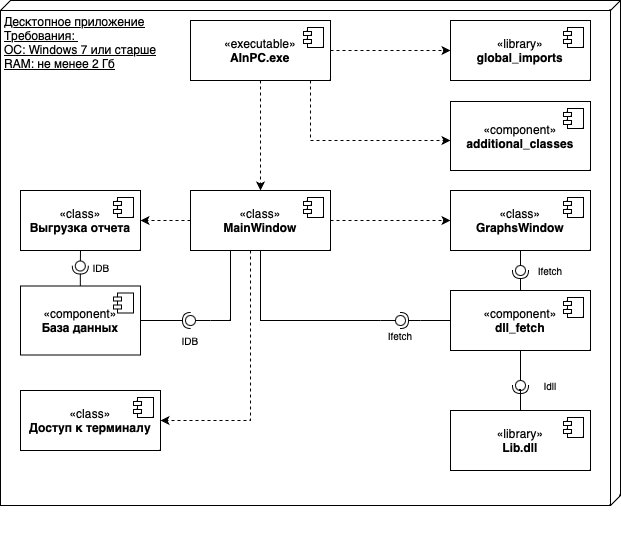 Десктопное приложение
Требования:
ОС: Windows 7 или старше
RAM: не менее 2 Гб
«executable»
AInPC.exe
«library»
global_imports
«component»
additional_classes
«class»
Выгрузка отчета
«class»
MainWindow
«class»
GraphsWindow
IDB
Ifetch
«component»
База данных
IDB
Ifetch
«component»
dll_fetch
Idll
«class»
Доступ к терминалу
«library»
Lib.dll